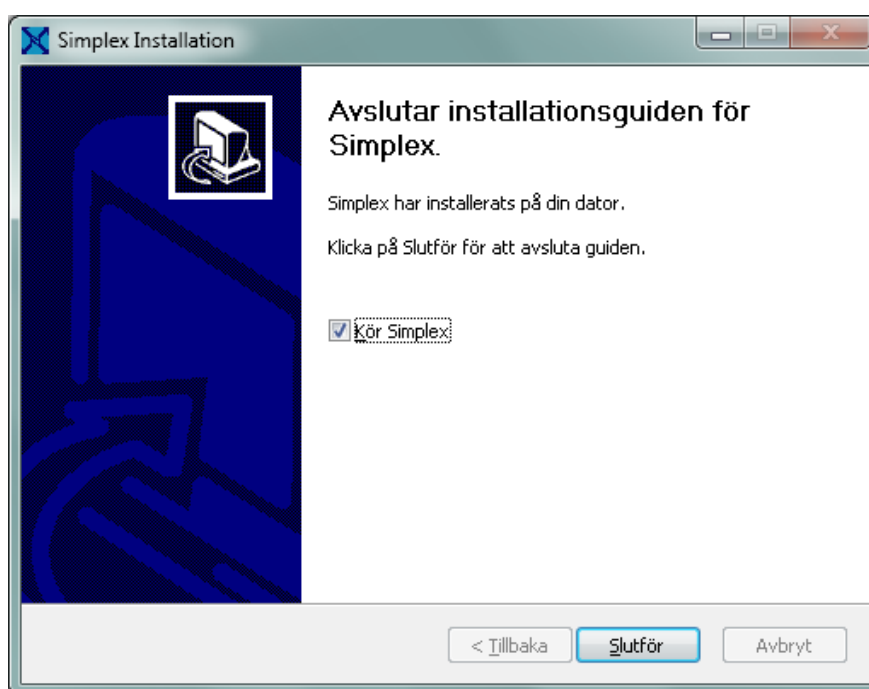 Simplex Installation
Avslutar installationsguiden för
Simplex.
Simplex har installerats på din dator.
Klicka på Slutför för att avsluta guiden.
Kör Simplex
< Tillbaka Slutför Avbryt